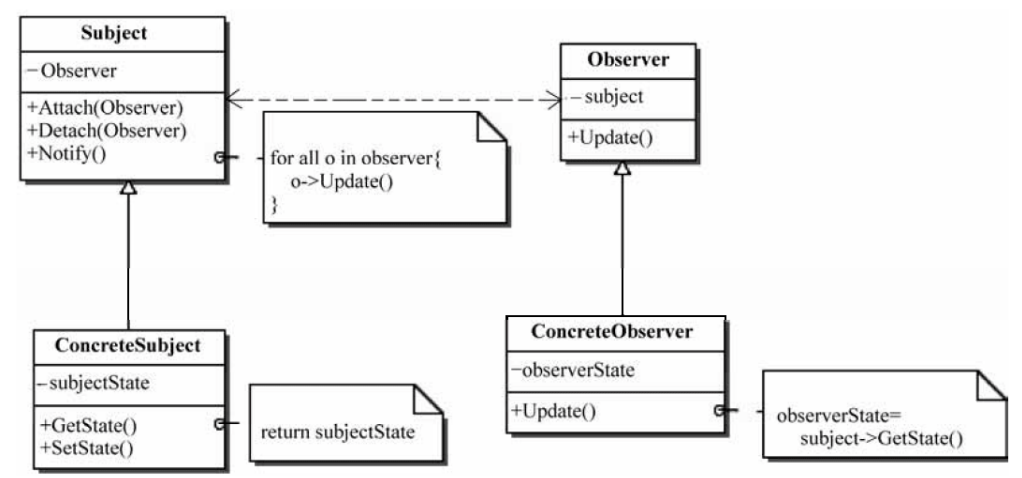 Subject
−Observer
+Attach(Observer)
+Detach(Observer)
+Notify()
for all o in observer{
o->Update()
}
Observer
−subject
+Update()
ConcreteSubject
−subjectState
+GetState()
+SetState()
return subjectState
ConcreteObserver
−observerState
+Update()
observerState=
subject->GetState()